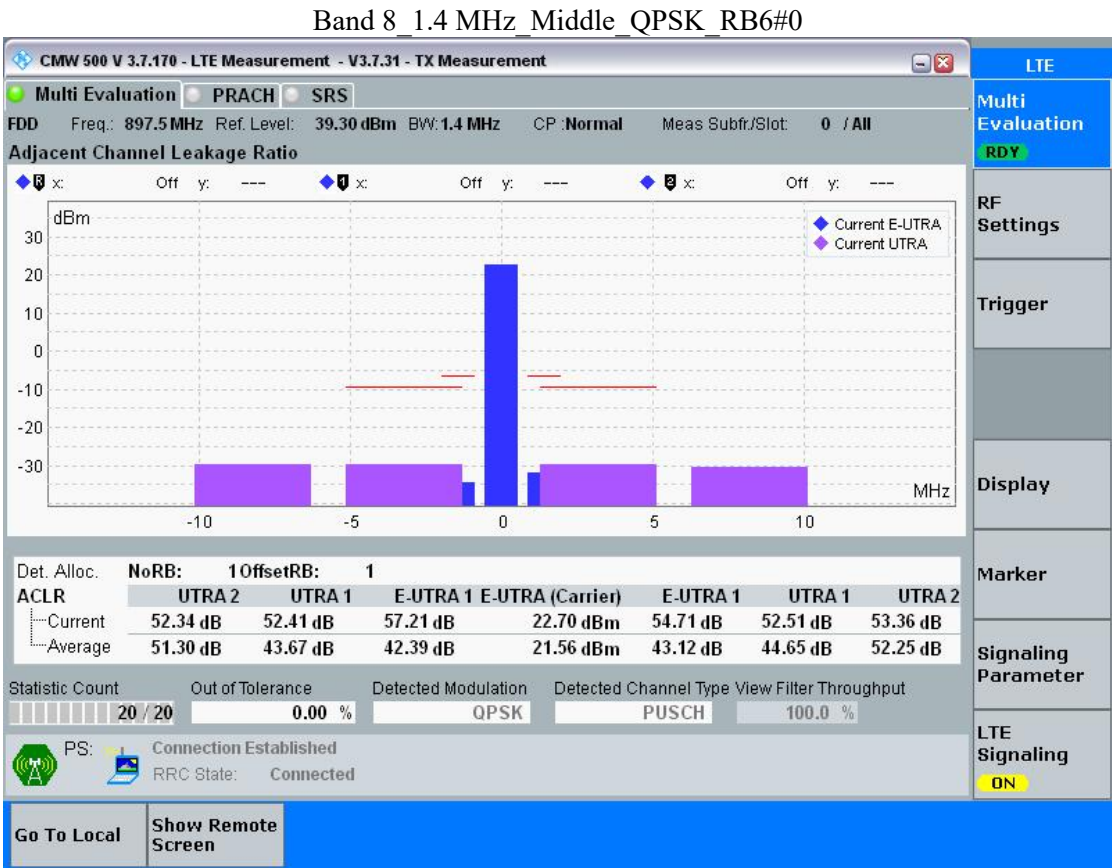 Band 8_1.4 MHz_Middle_QPSK_RB6#0
CMW 500 V 3.7.170 - LTE Measurement - V3.7.31 - TX Measurement
LTE
Multi Evaluation PRACH SRS
FDD Freq.: 897.5 MHz Ref. Level: 39.30 dBm BW: 1.4 MHz CP :Normal Meas Subfr./Slot: 0 / All
Adjacent Channel Leakage Ratio
R x: Off y: --- 1 x: Off y: --- 2 x: Off y: ---
dBm
Current E-UTRA
Current UTRA
30
20
10
0
-10
-20
-30
MHz
-10 -5 0 5 10
Det. Alloc. NoRB: 1 OffsetRB: 1
ACLR UTRA 2 UTRA 1 E-UTRA 1 E-UTRA (Carrier) E-UTRA 1 UTRA 1 UTRA 2
Current 52.34 dB 52.41 dB 57.21 dB 22.70 dBm 54.71 dB 52.51 dB 53.36 dB
Average 51.30 dB 43.67 dB 42.39 dB 21.56 dBm 43.12 dB 44.65 dB 52.25 dB
Statistic Count Out of Tolerance Detected Modulation Detected Channel Type View Filter Throughput
20 / 20 0.00 % QPSK PUSCH 100.0 %
PS: Connection Established
RRC State: Connected
Multi
Evaluation
RDY
RF
Settings
Trigger
Display
Marker
Signaling
Parameter
LTE
Signaling
ON
Go To Local
Show Remote
Screen